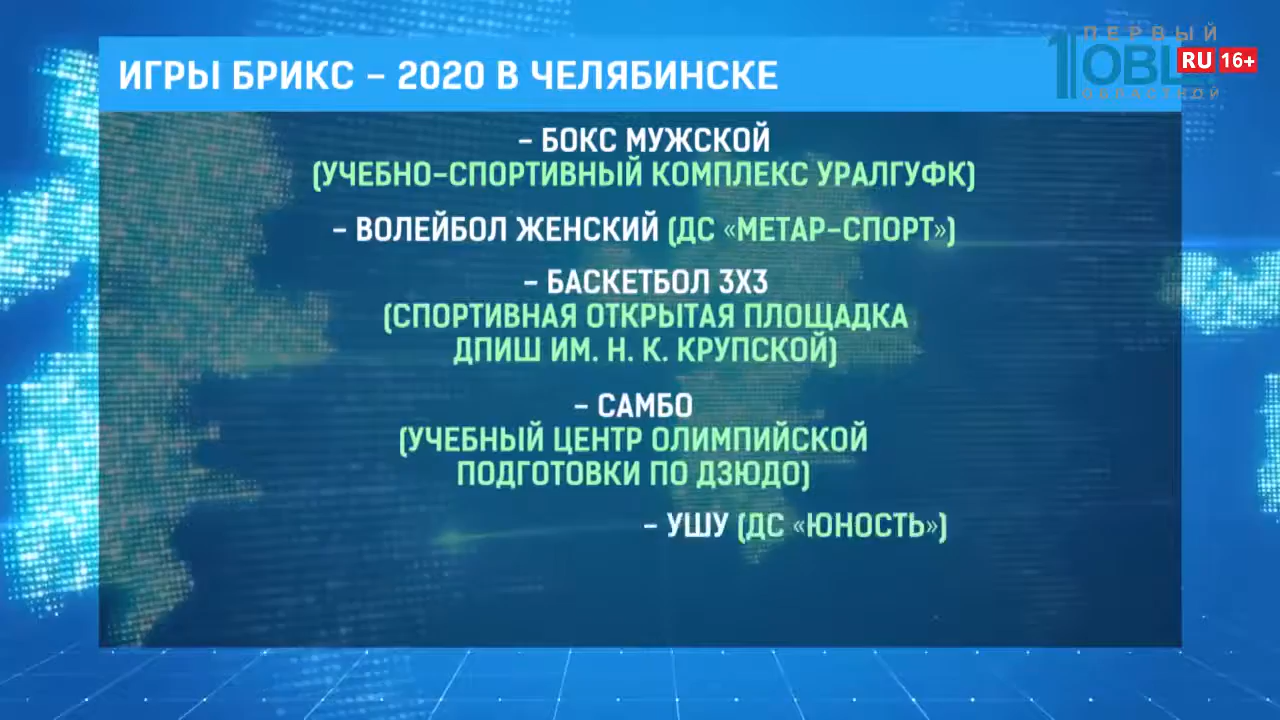 ПЕРВЫЙ
ОБЛАСТНОЙ
RU 16+
ИГРЫ БРИКС – 2020 В ЧЕЛЯБИНСКЕ
– БОКС МУЖСКОЙ
(УЧЕБНО-СПОРТИВНЫЙ КОМПЛЕКС УРАЛГУФК)
– ВОЛЕЙБОЛ ЖЕНСКИЙ (ДС «МЕТАР-СПОРТ»)
– БАСКЕТБОЛ 3Х3
(СПОРТИВНАЯ ОТКРЫТАЯ ПЛОЩАДКА
ДПИШ ИМ. Н. К. КРУПСКОЙ)
– САМБО
(УЧЕБНЫЙ ЦЕНТР ОЛИМПИЙСКОЙ
ПОДГОТОВКИ ПО ДЗЮДО)
– УШУ (ДС «ЮНОСТЬ»)